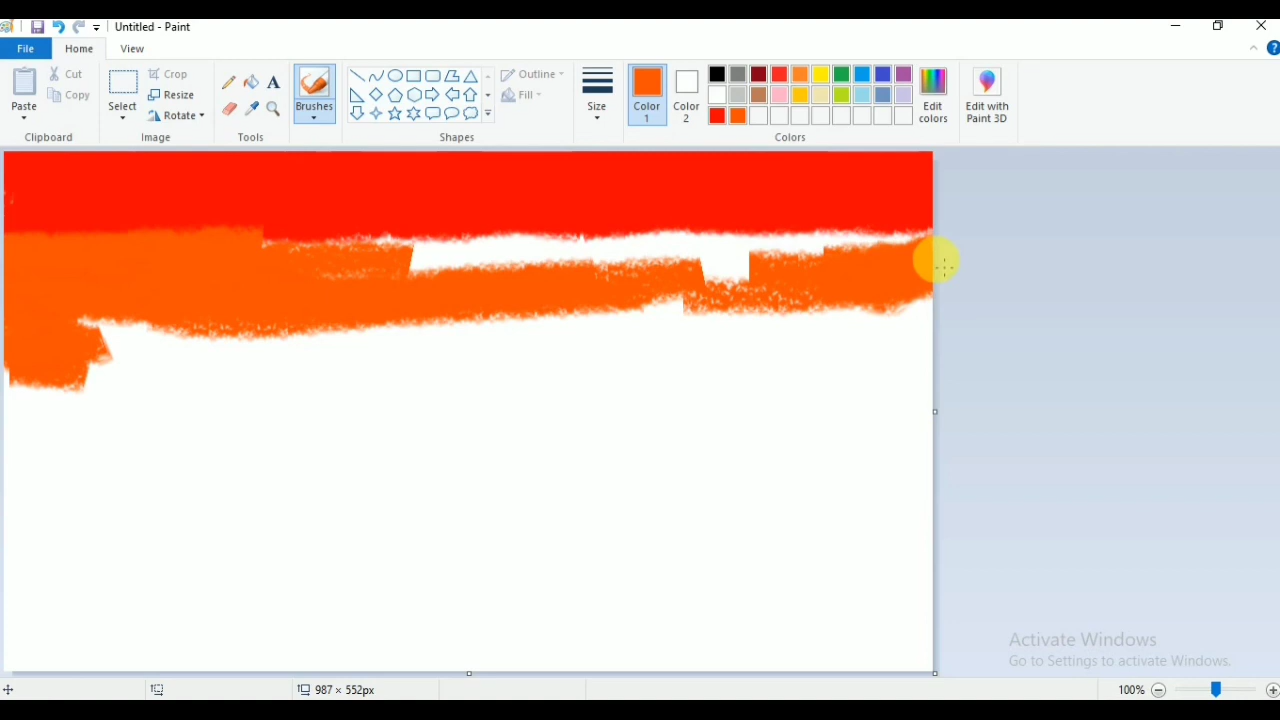 Untitled - Paint
File Home View
Paste
Cut
Copy
Clipboard
Select
Crop
Resize
Rotate
Image
A
Tools
Brushes
Shapes
Outline
Fill
Size
Color 1
Color 2
Colors
Edit colors
Edit with Paint 3D
?
Activate Windows
Go to Settings to activate Windows.
987 × 552px
100%